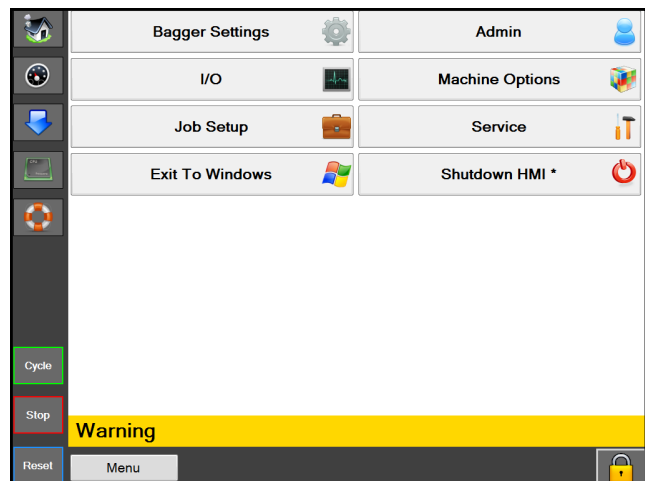 Bagger Settings
Admin
I/O
Machine Options
Job Setup
Service
Exit To Windows
Shutdown HMI *
Cycle
Stop
Warning
Reset
Menu